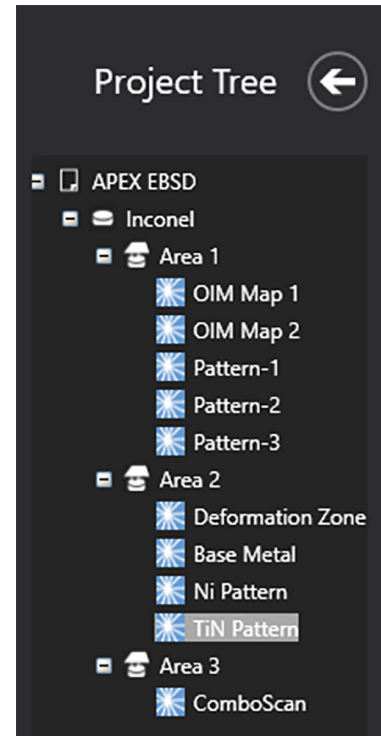 Project Tree
APEX EBSD
Inconel
Area 1
OIM Map 1
OIM Map 2
Pattern-1
Pattern-2
Pattern-3
Area 2
Deformation Zone
Base Metal
Ni Pattern
TiN Pattern
Area 3
ComboScan